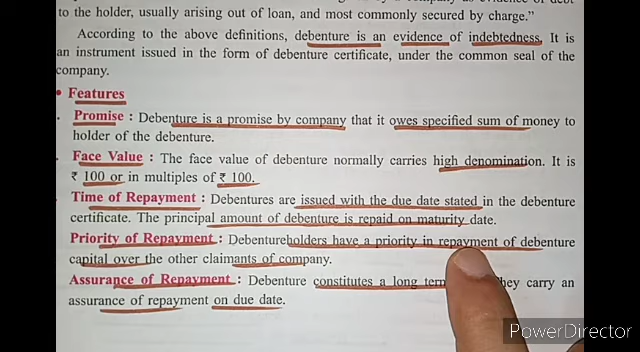 to the holder, usually arising out of loan, and most commonly secured by charge."
According to the above definitions, debenture is an evidence of indebtedness. It is
an instrument issued in the form of debenture certificate, under the common seal of the
company.
• Features
Promise : Debenture is a promise by company that it owes specified sum of money to
holder of the debenture.
Face Value : The face value of debenture normally carries high denomination. It is
₹ 100 or in multiples of ₹ 100.
Time of Repayment : Debentures are issued with the due date stated in the debenture
certificate. The principal amount of debenture is repaid on maturity date.
Priority of Repayment : Debentureholders have a priority in repayment of debenture
capital over the other claimants of company.
Assurance of Repayment : Debenture constitutes a long they carry an
assurance of repayment on due date.
PowerDirector